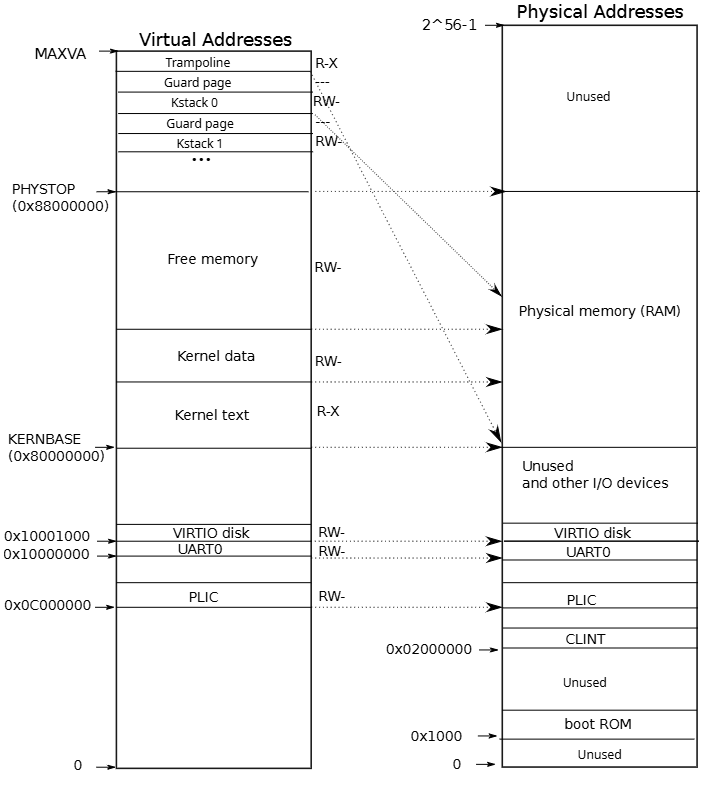 Physical Addresses
2^56-1
Virtual Addresses
MAXVA
Trampoline
R-X
Guard page
---
Kstack 0
RW-
Guard page
---
Kstack 1
RW-
...
Unused
PHYSTOP
(0x88000000)
Free memory
RW-
Physical memory (RAM)
Kernel data
RW-
Kernel text
R-X
KERNBASE
(0x80000000)
Unused
and other I/O devices
VIRTIO disk
RW-
VIRTIO disk
0x10001000
UART0
RW-
UART0
0x10000000
PLIC
RW-
PLIC
0x0C000000
CLINT
0x02000000
Unused
boot ROM
0x1000
Unused
0
0